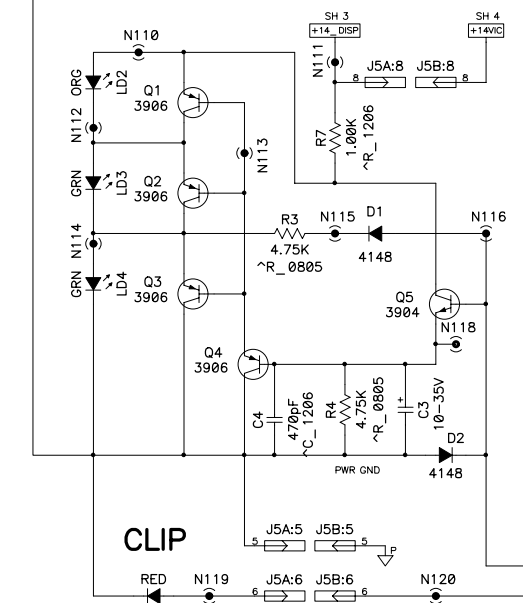 SH 3
SH 4
+14_DISP
+14VIC
N110
N111
J5A:8
J5B:8
8
8
ORG
LD2
Q1
3906
N112
R7
1.00K
^R_1206
N113
GRN
LD3
Q2
3906
R3
N115
D1
N116
4.75K
4148
^R_0805
N114
GRN
LD4
Q3
3906
Q5
3904
N118
Q4
3906
C4
470pF
^C_1206
R4
4.75K
^R_0805
+
C3
10-35V
D2
4148
PWR GND
CLIP
J5A:5
J5B:5
5
5
P
RED
N119
J5A:6
J5B:6
N120
6
6